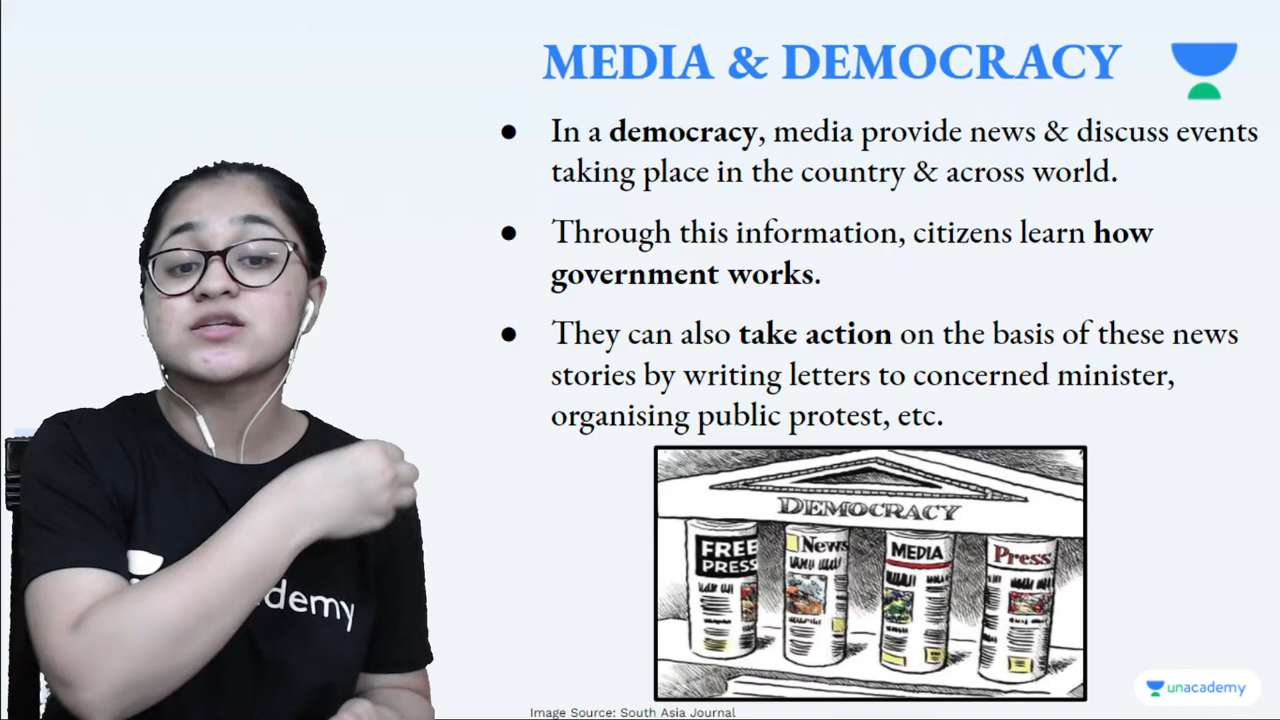 MEDIA & DEMOCRACY
● In a democracy, media provide news & discuss events
taking place in the country & across world.
● Through this information, citizens learn how
government works.
● They can also take action on the basis of these news
stories by writing letters to concerned minister,
organising public protest, etc.
DEMOCRACY
FREE
PRESS
News
MEDIA
Press
demy
unacademy
Image Source: South Asia Journal